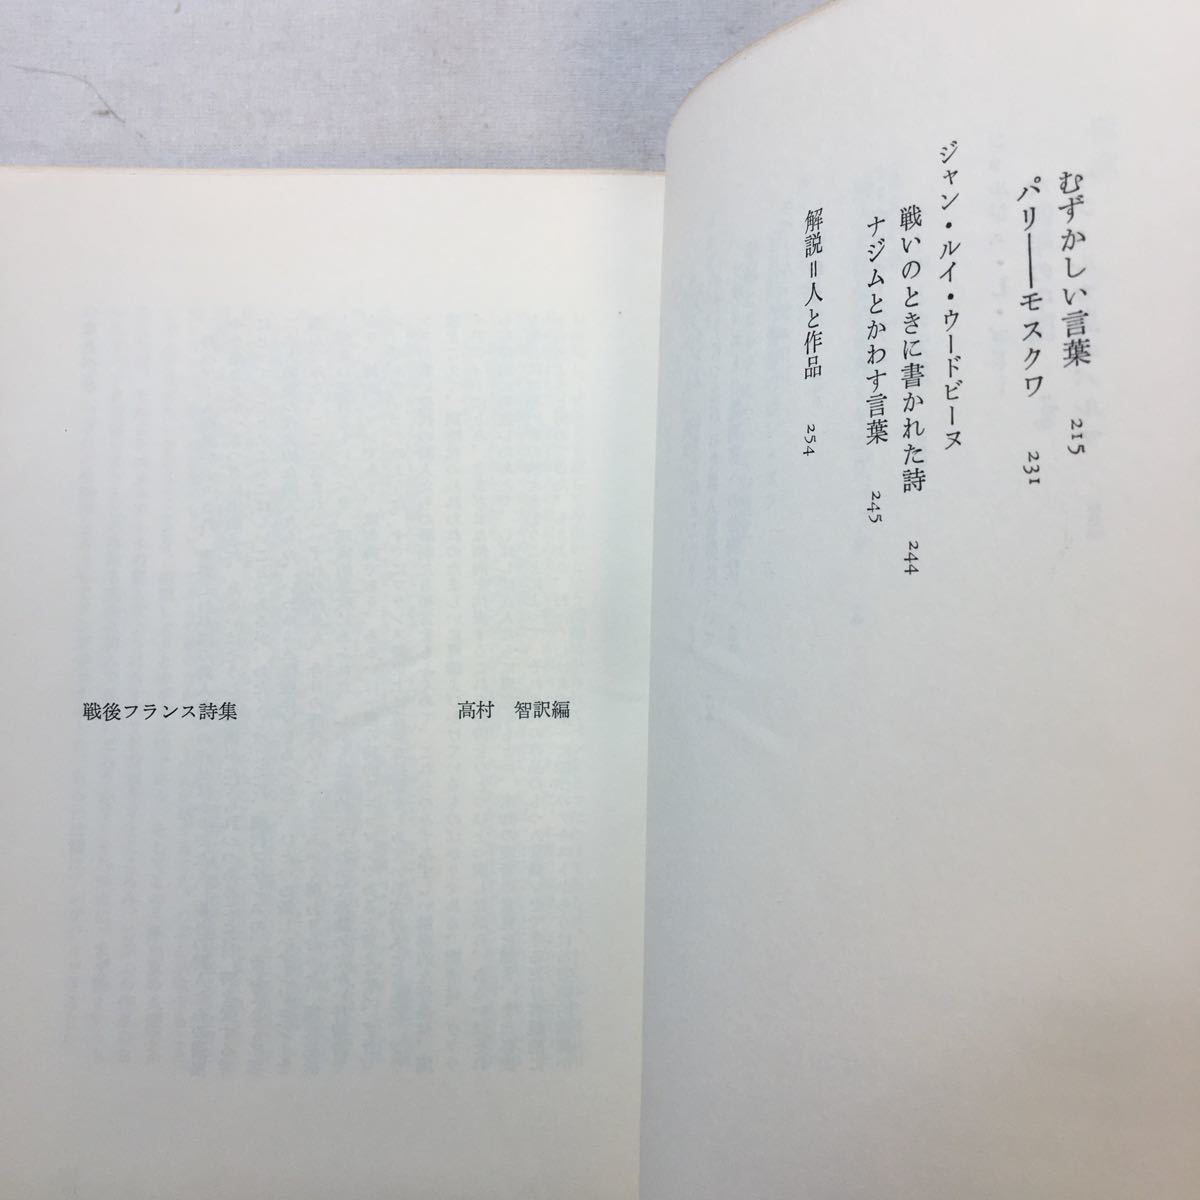 むずかしい言葉 215
パリ――モスクワ 231
ジャン・ルイ・ウードビーヌ
戦いのときに書かれた詩 244
ナジムとかわす言葉 245
解説＝人と作品 254
戦後フランス詩集
高村 智訳編